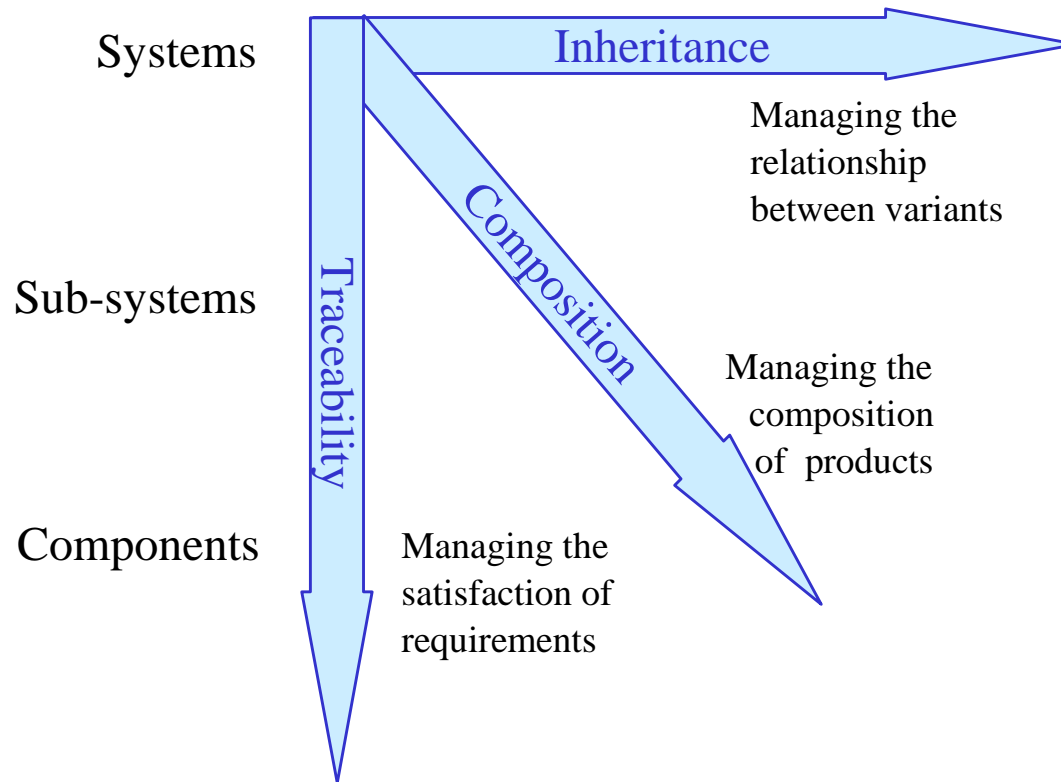 Systems
Inheritance
Managing the
relationship
between variants
Composition
Traceability
Sub-systems
Managing the
composition
of products
Components
Managing the
satisfaction of
requirements